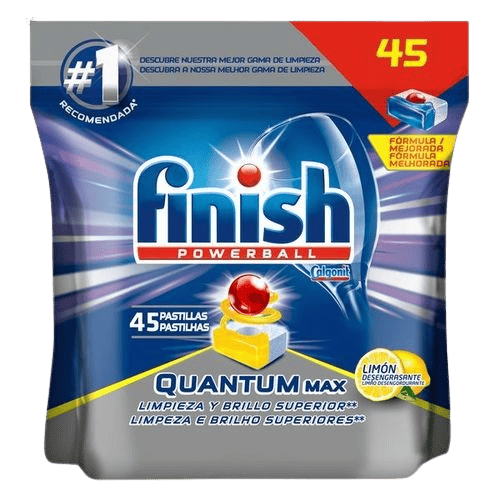 #1
RECOMENDADA*
DESCUBRE NUESTRA MEJOR GAMA DE LIMPIEZA
DESCUBRA A NOSSA MELHOR GAMA DE LIMPEZA
45
FÓRMULA /
MEJORADA
FÓRMULA
MELHORADA
finish
POWERBALL
Calgonit
45 PASTILLAS
PASTILHAS
QUANTUM MAX
LIMPIEZA Y BRILLO SUPERIOR**
LIMPEZA E BRILHO SUPERIORES**
LIMÓN
DESENGRASANTE
LIMÃO DESENGORDURANTE